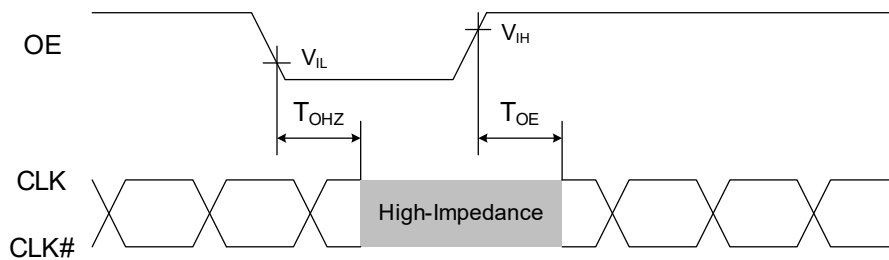 OE
V_IL
V_IH
T_OHZ
T_OE
CLK
High-Impedance
CLK#